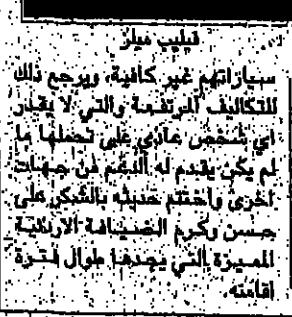 فيليب ميلر
سياراتهم غير كافية، ويرجع ذلك
للتكاليف المرتفعة والتي لا يقدر
اي شخص عادي على تحملها ما
لم يكن يقدم له الدعم من جهات
اخرى واختتم حديثه بالشكر على
حسن وكرم الضيافة الاردنية
المميزة التي يجدها طوال فترة
اقامته.